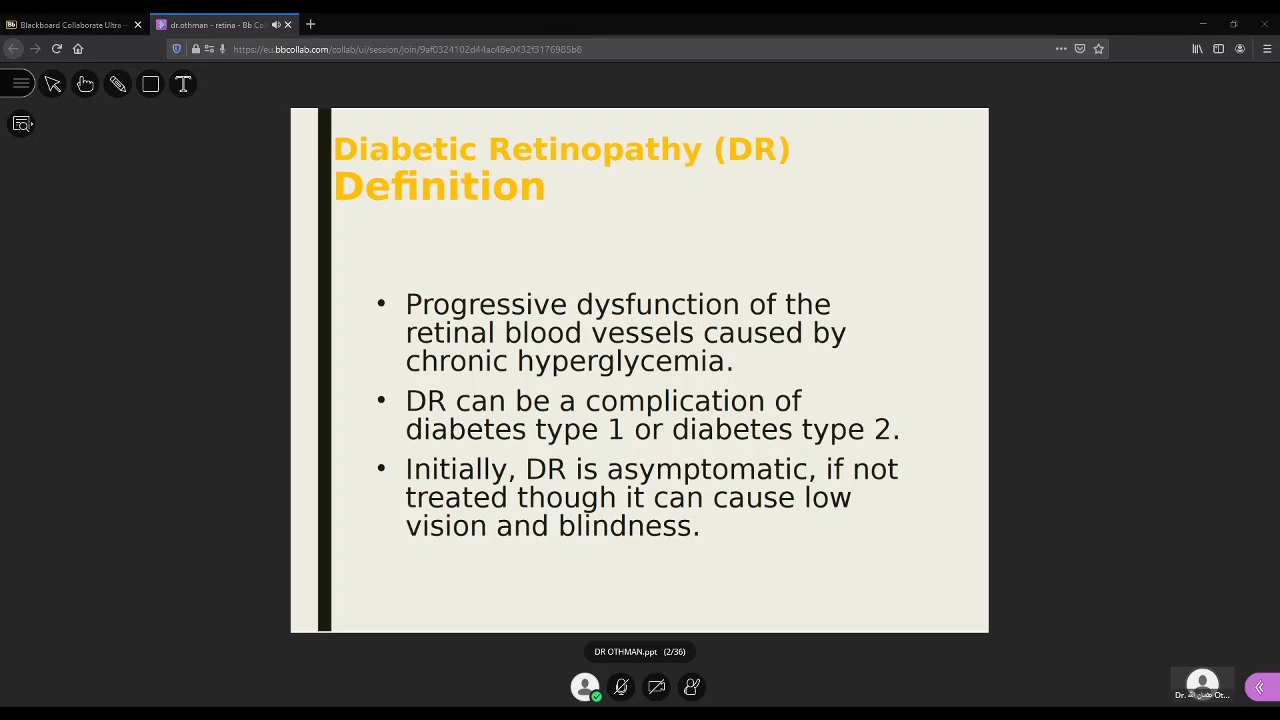 Blackboard Collaborate Ultra –
dr.othman – retina – Bb Co
https://eu.bbcollab.com/collab/ui/session/join/9af0324102d44ac48e0432f3176985b8
Diabetic Retinopathy (DR)
Definition
• Progressive dysfunction of the
retinal blood vessels caused by
chronic hyperglycemia.
• DR can be a complication of
diabetes type 1 or diabetes type 2.
• Initially, DR is asymptomatic, if not
treated though it can cause low
vision and blindness.
DR OTHMAN.ppt (2/36)
Dr.
Ot...